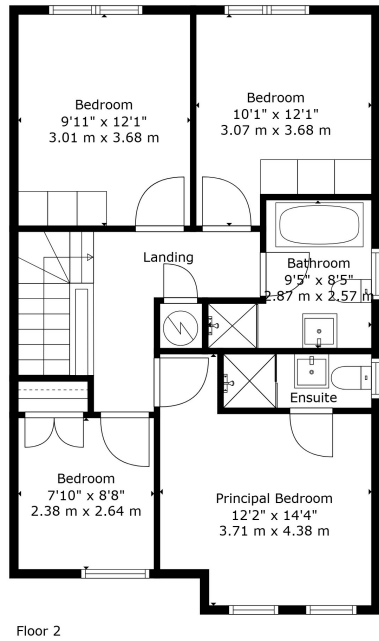 Bedroom
9'11" x 12'1"
3.01 m x 3.68 m
Bedroom
10'1" x 12'1"
3.07 m x 3.68 m
Landing
Bathroom
9'5" x 8'5"
2.87 m x 2.57 m
Ensuite
Bedroom
7'10" x 8'8"
2.38 m x 2.64 m
Principal Bedroom
12'2" x 14'4"
3.71 m x 4.38 m
Floor 2